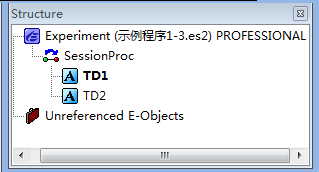 Structure
Experiment (示例程序1-3.es2) PROFESSIONAL
SessionProc
TD1
TD2
Unreferenced E-Objects